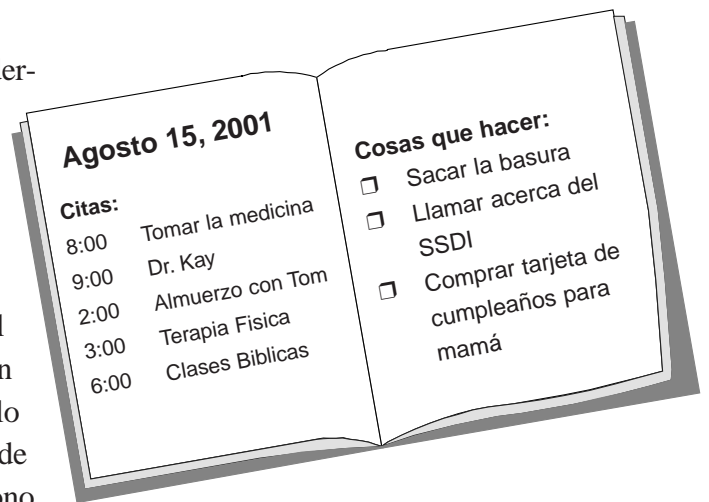 Agosto 15, 2001
Citas:
8:00 Tomar la medicina
9:00 Dr. Kay
2:00 Almuerzo con Tom
3:00 Terapia Fisica
6:00 Clases Biblicas
Cosas que hacer:
❒ Sacar la basura
❒ Llamar acerca del
SSDI
❒ Comprar tarjeta de
cumpleaños para
mamá
lo
de